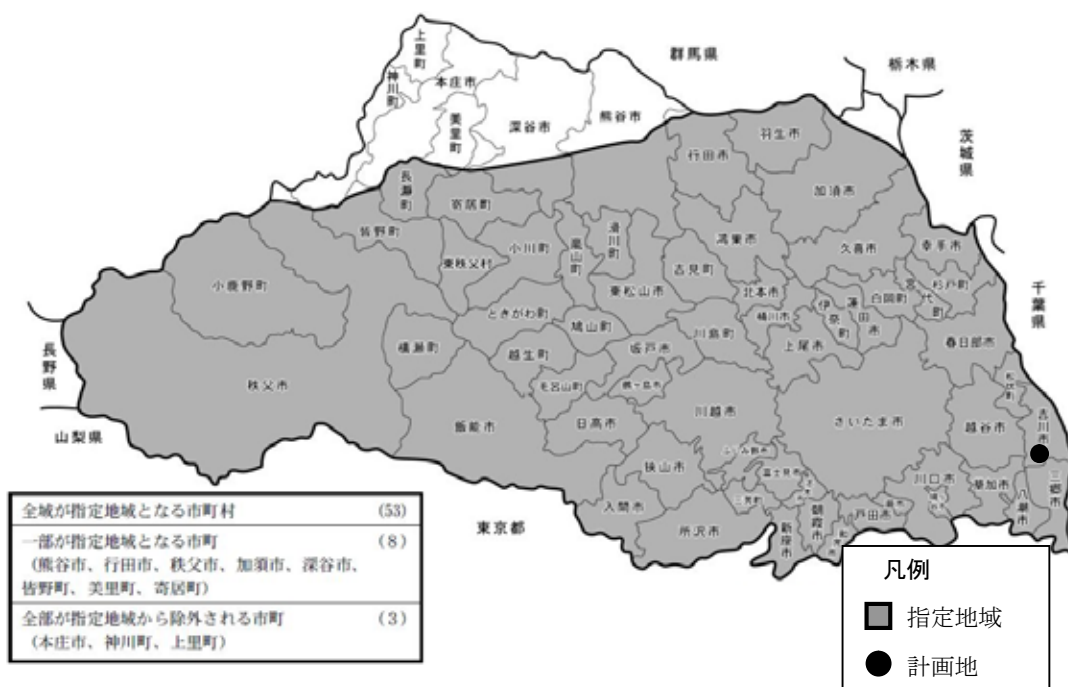 群馬県
栃木県
茨城県
千葉県
東京都
山梨県
長野県
上里町
神川町
本庄市
美里町
深谷市
熊谷市
行田市
羽生市
加須市
長瀞町
寄居町
皆野町
小鹿野町
東秩父村
小川町
嵐山町
滑川町
吉見町
鴻巣市
久喜市
幸手市
東松山市
北本市
桶川市
伊奈町
蓮田市
白岡町
宮代町
杉戸町
ときがわ町
鳩山町
川島町
上尾市
春日部市
横瀬町
越生町
坂戸市
松伏町
秩父市
毛呂山町
鶴ヶ島市
飯能市
日高市
川越市
さいたま市
越谷市
吉川市
狭山市
ふじみ野市
富士見市
川口市
草加市
八潮市
三郷市
入間市
三芳町
所沢市
新座市
朝霞市
戸田市
全域が指定地域となる市町村 (53)
一部が指定地域となる市町 (8)
(熊谷市、行田市、秩父市、加須市、深谷市、
皆野町、美里町、寄居町)
全部が指定地域から除外される市町 (3)
(本庄市、神川町、上里町)
凡例
指定地域
計画地